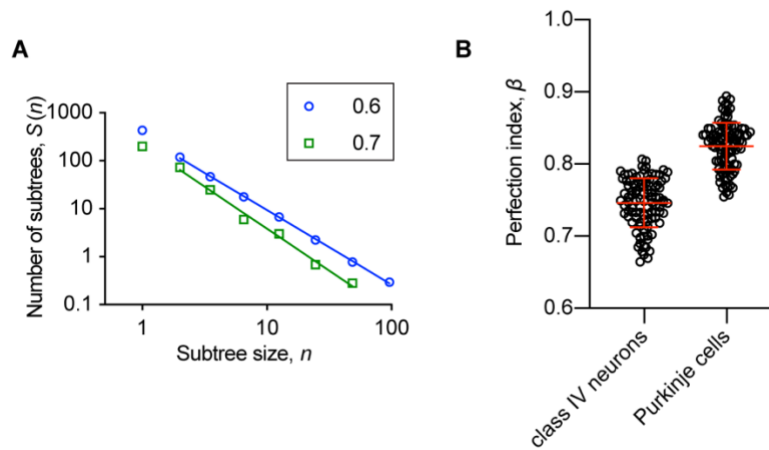 A
Number of subtrees, S(n)
1000
100
10
1
0.1
1
10
100
Subtree size, n
0.6
0.7
B
Perfection index, β
1.0
0.9
0.8
0.7
0.6
class IV neurons
Purkinje cells